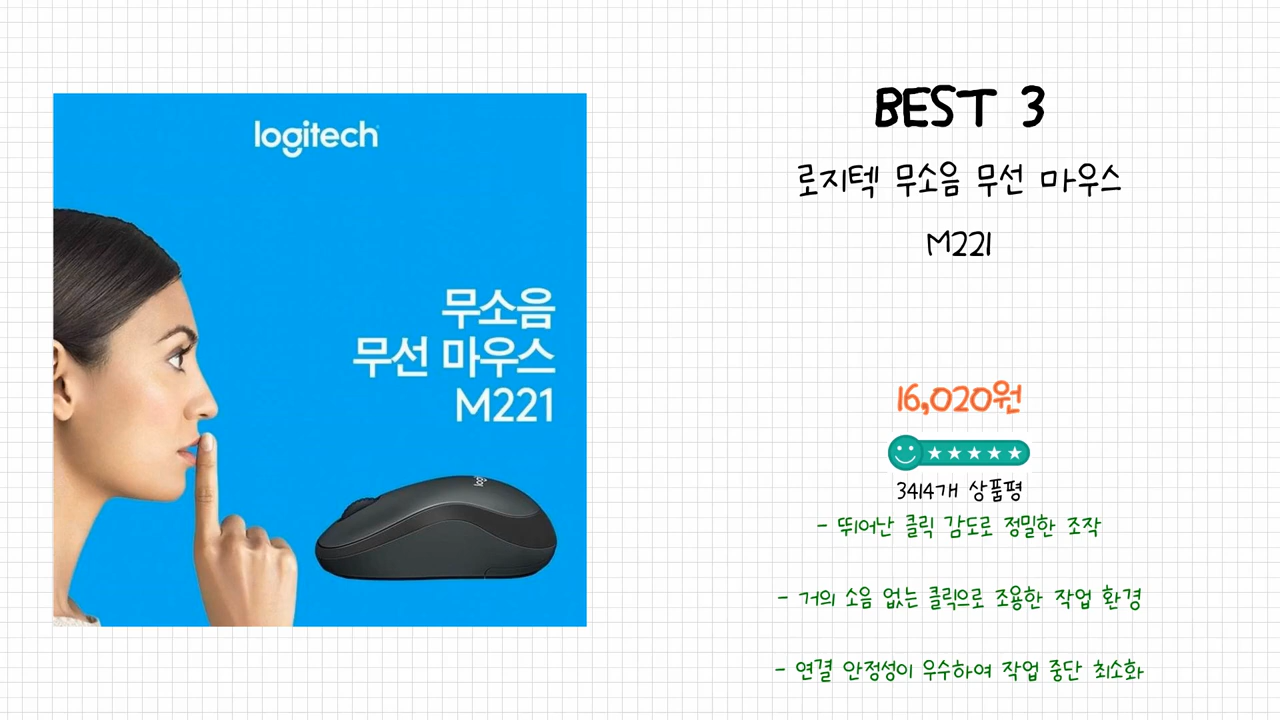 logitech
무소음
무선 마우스
M221
BEST 3
로지텍 무소음 무선 마우스
M221
16,020원
3414개 상품평
- 뛰어난 클릭 감도로 정밀한 조작
- 거의 소음 없는 클릭으로 조용한 작업 환경
- 연결 안정성이 우수하여 작업 중단 최소화